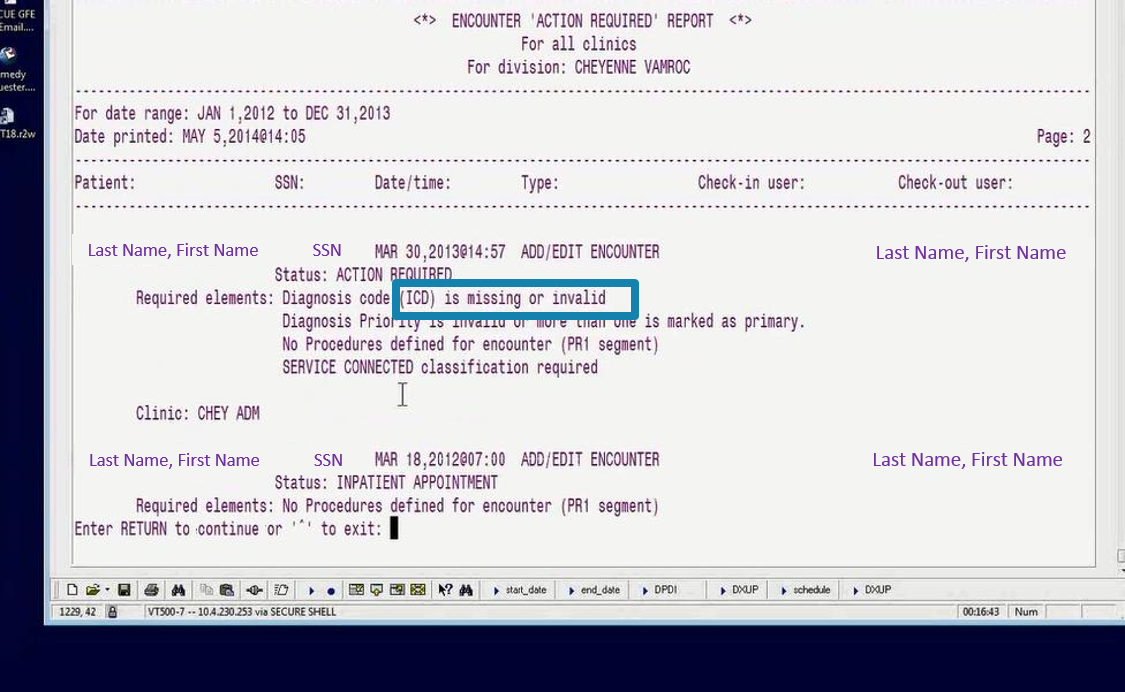 CUE GFE
Email....
medy
uester....
T18.r2w
<*> ENCOUNTER 'ACTION REQUIRED' REPORT <*>
For all clinics
For division: CHEYENNE VAMROC
For date range: JAN 1,2012 to DEC 31,2013
Date printed: MAY 5,2014@14:05 Page: 2
Patient: SSN: Date/time: Type: Check-in user: Check-out user:
Last Name, First Name SSN MAR 30,2013@14:57 ADD/EDIT ENCOUNTER Last Name, First Name
Status: ACTION REQUIRED
Required elements: Diagnosis code (ICD) is missing or invalid
Diagnosis Priority is invalid or more than one is marked as primary.
No Procedures defined for encounter (PR1 segment)
SERVICE CONNECTED classification required
Clinic: CHEY ADM
Last Name, First Name SSN MAR 18,2012@07:00 ADD/EDIT ENCOUNTER Last Name, First Name
Status: INPATIENT APPOINTMENT
Required elements: No Procedures defined for encounter (PR1 segment)
Enter RETURN to continue or '^' to exit:
start_date end_date DPDI DXUP schedule DXUP
1229, 42 VT500-7 -- 10.4.230.253 via SECURE SHELL 00:16:43 Num